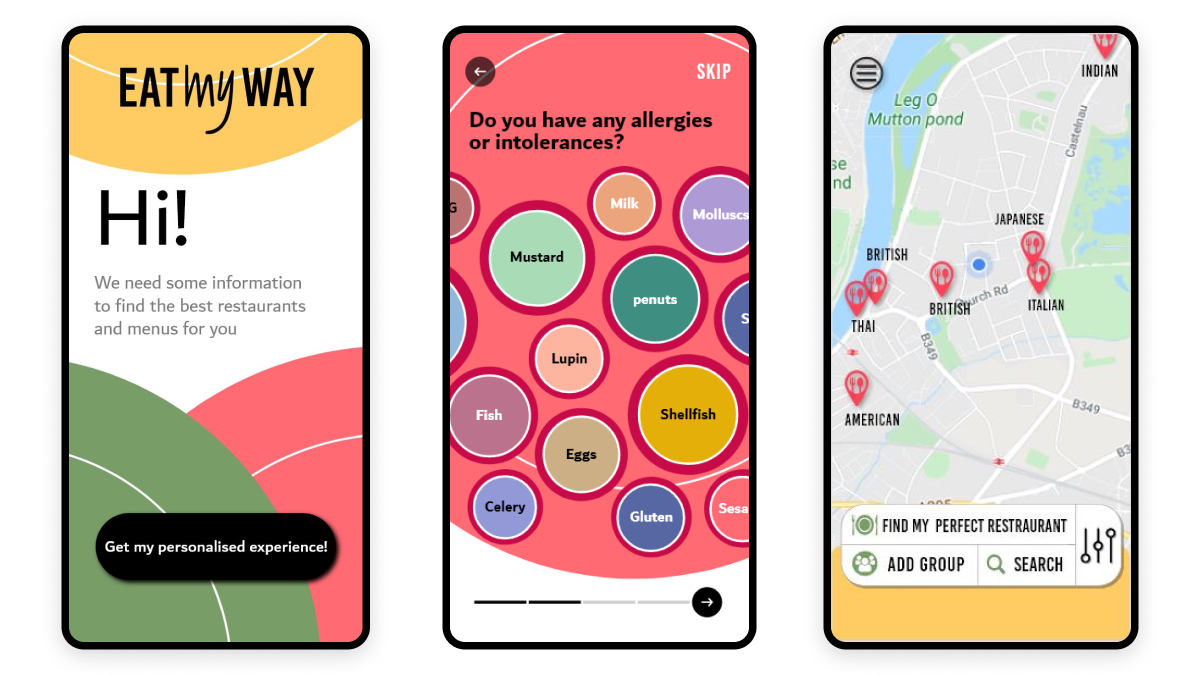 EAT my WAY
Hi!
We need some information
to find the best restaurants
and menus for you
Get my personalised experience!
SKIP
Do you have any allergies
or intolerances?
G
Milk
Molluscs
Mustard
penuts
S
Lupin
Fish
Shellfish
Eggs
Celery
Gluten
Sesa
INDIAN
Leg O
Mutton pond
Castelnau
se
nd
JAPANESE
BRITISH
BRITISH
Church Rd
ITALIAN
THAI
B349
B349
AMERICAN
B3
FIND MY PERFECT RESTRAURANT
ADD GROUP
SEARCH